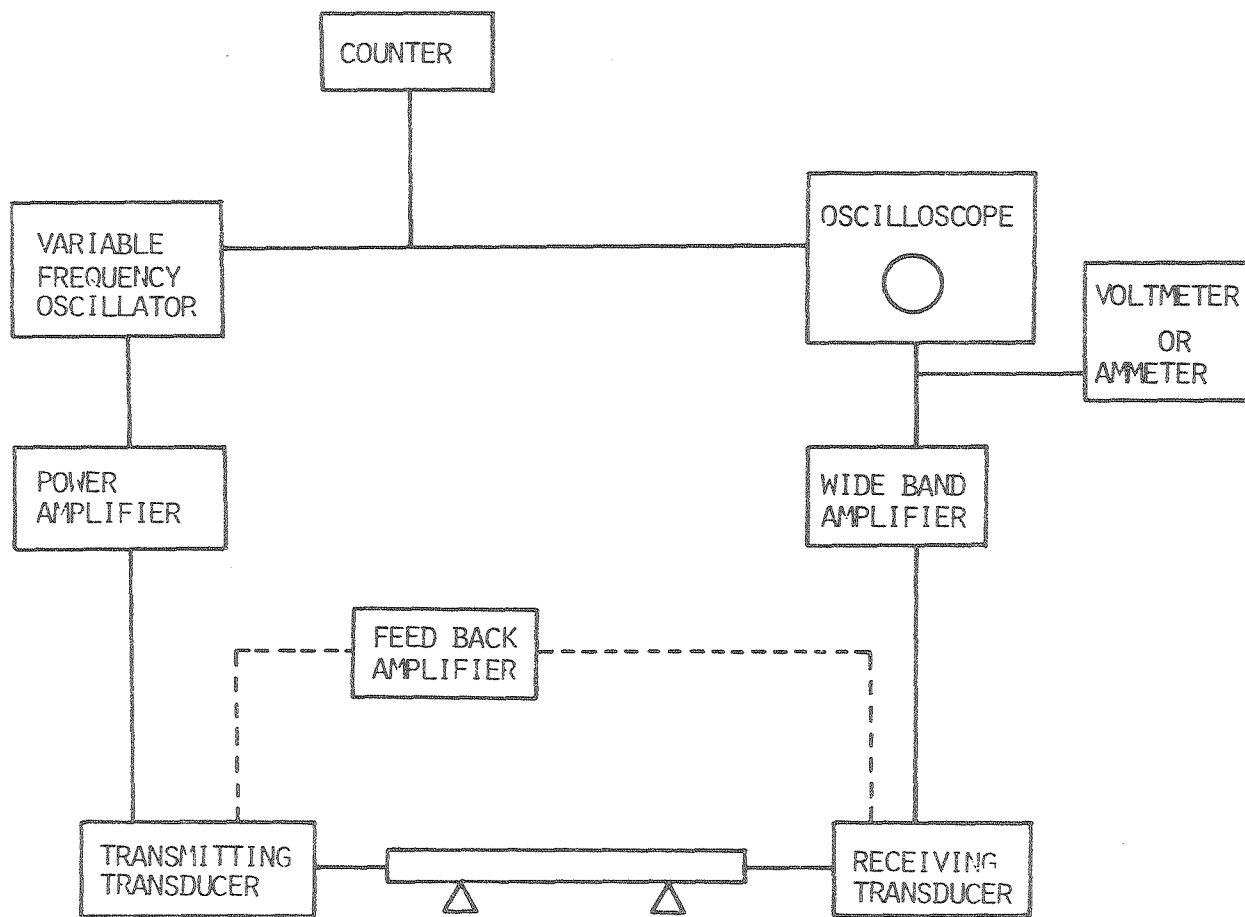 COUNTER
OSCILLOSCOPE
VARIABLE
FREQUENCY
OSCILLATOR
VOLTMETER
OR
AMMETER
POWER
AMPLIFIER
WIDE BAND
AMPLIFIER
FEED BACK
AMPLIFIER
TRANSMITTING
TRANSDUCER
RECEIVING
TRANSDUCER